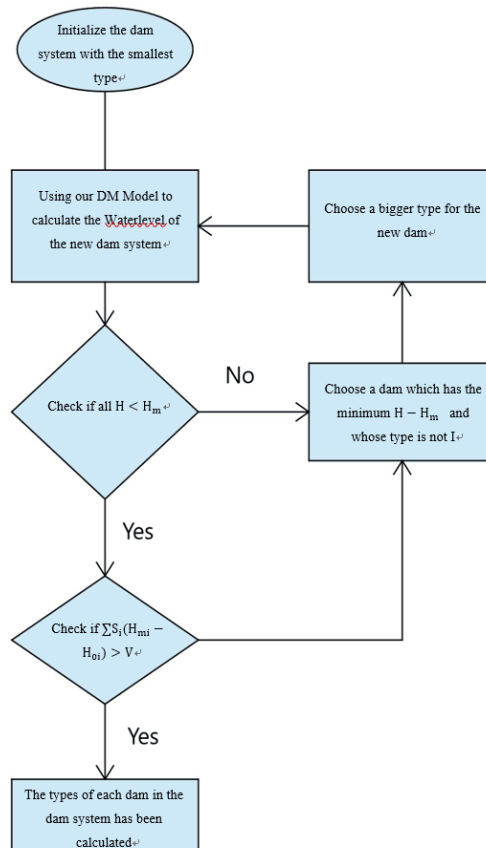 Initialize the dam
system with the smallest
type↵
Using our DM Model to
calculate the Waterlevel of
the new dam system↵
Choose a bigger type for the
new dam↵
Check if all H < Hₘ↵
No
Choose a dam which has the
minimum H − Hₘ and
whose type is not I↵
Yes
Check if ∑Sᵢ(Hₘᵢ −
H₀ᵢ) > V↵
Yes
The types of each dam in the
dam system has been
calculated↵